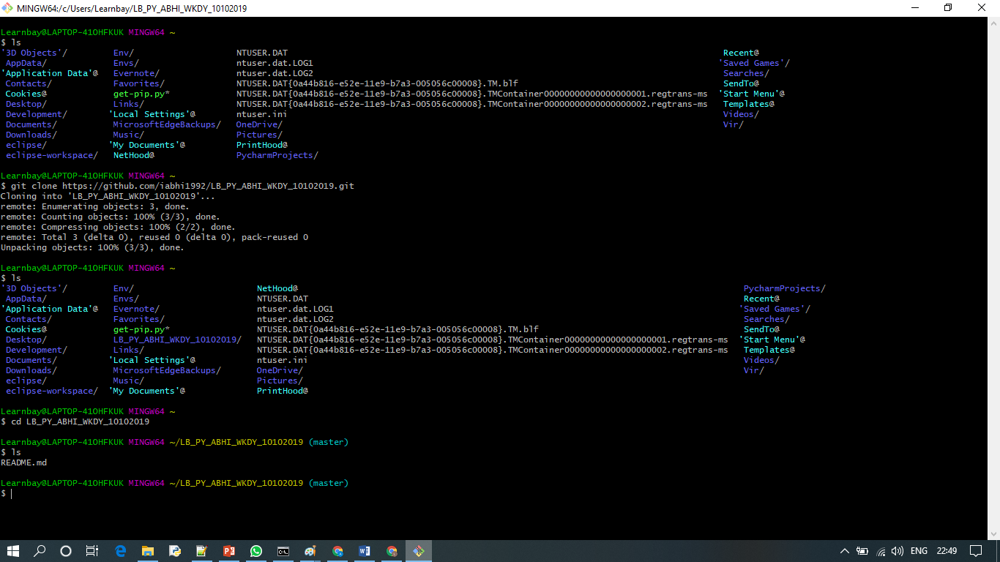 MINGW64:/c/Users/Learnbay/LB_PY_ABHI_WKDY_10102019
Learnbay@LAPTOP-41OHFKUK MINGW64 ~
$ ls
'3D Objects'/ Env/ NTUSER.DAT Recent@
AppData/ Envs/ ntuser.dat.LOG1 'Saved Games'/
'Application Data'@ Evernote/ ntuser.dat.LOG2 Searches/
Contacts/ Favorites/ NTUSER.DAT{0a44b816-e52e-11e9-b7a3-005056c00008}.TM.blf SendTo@
Cookies@ get-pip.py* NTUSER.DAT{0a44b816-e52e-11e9-b7a3-005056c00008}.TMContainer00000000000000000001.regtrans-ms 'Start Menu'@
Desktop/ Links/ NTUSER.DAT{0a44b816-e52e-11e9-b7a3-005056c00008}.TMContainer00000000000000000002.regtrans-ms Templates@
Development/ 'Local Settings'@ ntuser.ini Videos/
Documents/ MicrosoftEdgeBackups/ OneDrive/ Vir/
Downloads/ Music/ Pictures/
eclipse/ 'My Documents'@ PrintHood@
eclipse-workspace/ NetHood@ PycharmProjects/
Learnbay@LAPTOP-41OHFKUK MINGW64 ~
$ git clone https://github.com/iabhi1992/LB_PY_ABHI_WKDY_10102019.git
Cloning into 'LB_PY_ABHI_WKDY_10102019'...
remote: Enumerating objects: 3, done.
remote: Counting objects: 100% (3/3), done.
remote: Compressing objects: 100% (2/2), done.
remote: Total 3 (delta 0), reused 0 (delta 0), pack-reused 0
Unpacking objects: 100% (3/3), done.
Learnbay@LAPTOP-41OHFKUK MINGW64 ~
$ ls
'3D Objects'/ Env/ NetHood@ PycharmProjects/
AppData/ Envs/ NTUSER.DAT Recent@
'Application Data'@ Evernote/ ntuser.dat.LOG1 'Saved Games'/
Contacts/ Favorites/ ntuser.dat.LOG2 Searches/
Cookies@ get-pip.py* NTUSER.DAT{0a44b816-e52e-11e9-b7a3-005056c00008}.TM.blf SendTo@
Desktop/ LB_PY_ABHI_WKDY_10102019/ NTUSER.DAT{0a44b816-e52e-11e9-b7a3-005056c00008}.TMContainer00000000000000000001.regtrans-ms 'Start Menu'@
Development/ Links/ NTUSER.DAT{0a44b816-e52e-11e9-b7a3-005056c00008}.TMContainer00000000000000000002.regtrans-ms Templates@
Documents/ 'Local Settings'@ ntuser.ini Videos/
Downloads/ MicrosoftEdgeBackups/ OneDrive/ Vir/
eclipse/ Music/ Pictures/
eclipse-workspace/ 'My Documents'@ PrintHood@
Learnbay@LAPTOP-41OHFKUK MINGW64 ~
$ cd LB_PY_ABHI_WKDY_10102019
Learnbay@LAPTOP-41OHFKUK MINGW64 ~/LB_PY_ABHI_WKDY_10102019 (master)
$ ls
README.md
Learnbay@LAPTOP-41OHFKUK MINGW64 ~/LB_PY_ABHI_WKDY_10102019 (master)
$
ENG 22:49